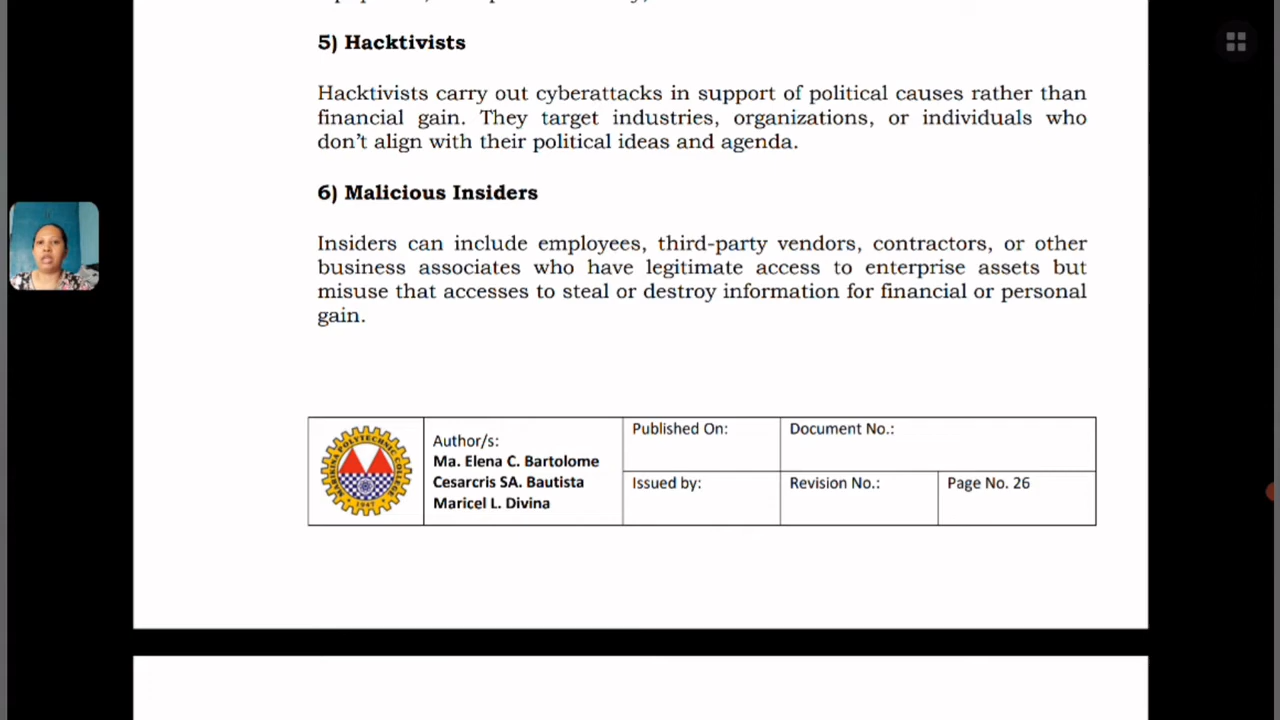 5) Hacktivists
Hacktivists carry out cyberattacks in support of political causes rather than
financial gain. They target industries, organizations, or individuals who
don't align with their political ideas and agenda.
6) Malicious Insiders
Insiders can include employees, third-party vendors, contractors, or other
business associates who have legitimate access to enterprise assets but
misuse that accesses to steal or destroy information for financial or personal
gain.
MARIKINA POLYTECHNIC COLLEGE
1947
Author/s:
Ma. Elena C. Bartolome
Cesarcris SA. Bautista
Maricel L. Divina
Published On:
Document No.:
Issued by:
Revision No.:
Page No. 26